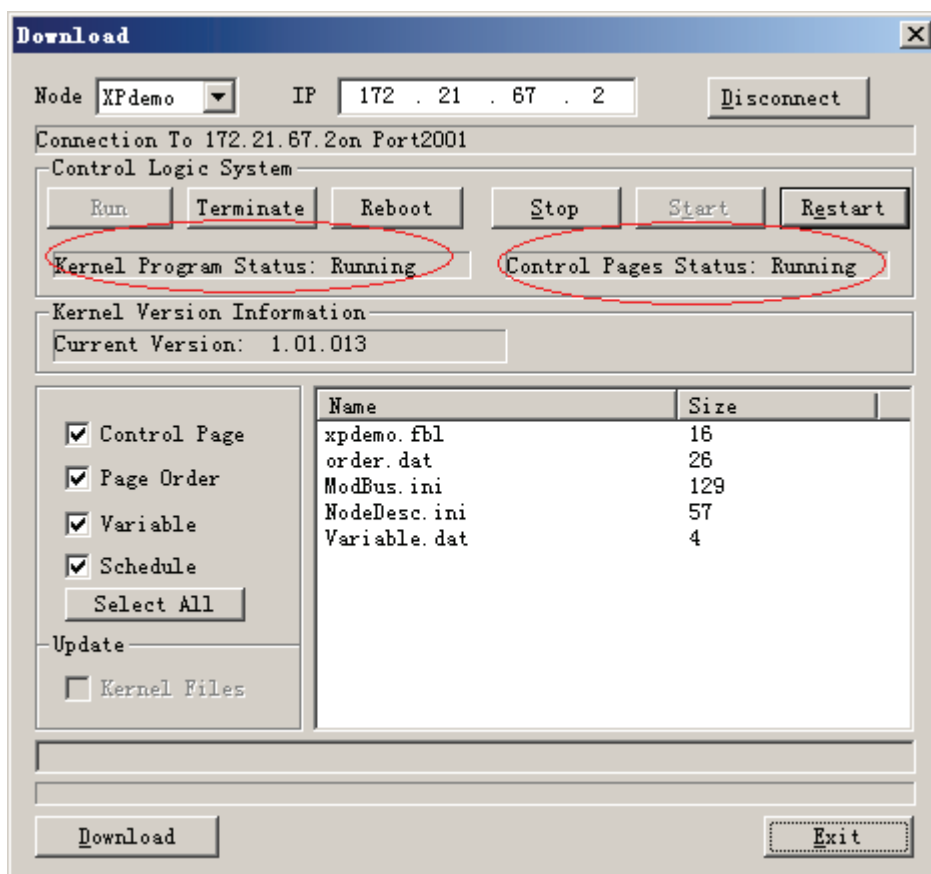 Download
Node XPdemo IP 172 . 21 . 67 . 2 Disconnect
Connection To 172.21.67.2on Port2001
Control Logic System
Run Terminate Reboot Stop Start Restart
Kernel Program Status: Running Control Pages Status: Running
Kernel Version Information
Current Version: 1.01.013
Name Size
Control Page
xpdemo.fbl 16
order.dat 26
Page Order
ModBus.ini 129
NodeDesc.ini 57
Variable
Variable.dat 4
Schedule
Select All
Update
Kernel Files
Download Exit